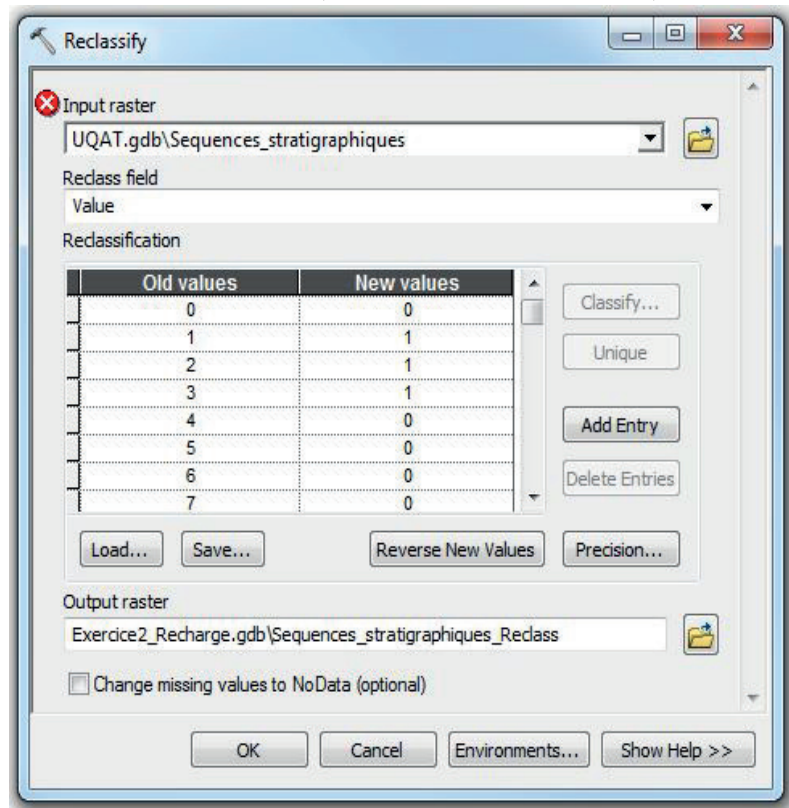 Reclassify
Input raster
UQAT.gdb\Sequences_stratigraphiques
Reclass field
Value
Reclassification
Old values New values
0 0
1 1
2 1
3 1
4 0
5 0
6 0
7 0
Classify...
Unique
Add Entry
Delete Entries
Load... Save... Reverse New Values Precision...
Output raster
Exercice2_Recharge.gdb\Sequences_stratigraphiques_Reclass
Change missing values to NoData (optional)
OK Cancel Environments... Show Help >>